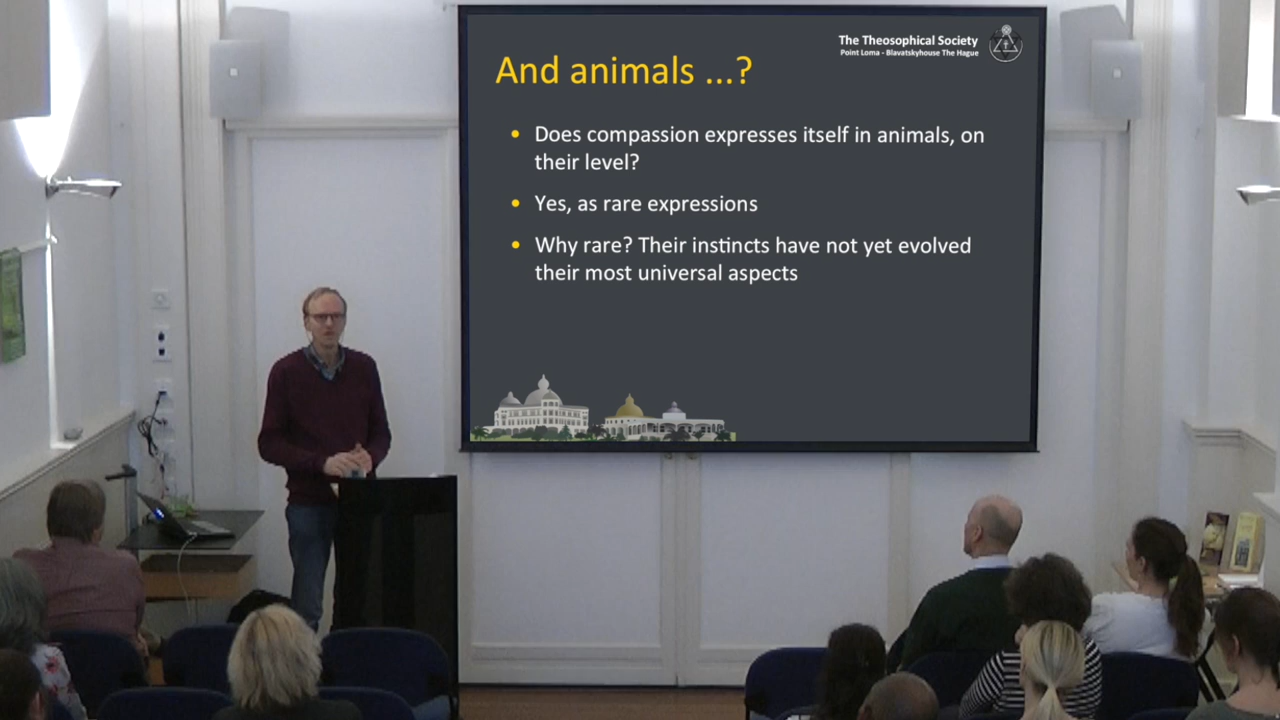 The Theosophical Society
Point Loma - Blavatskyhouse The Hague
And animals ...?
• Does compassion expresses itself in animals, on
their level?
• Yes, as rare expressions
• Why rare? Their instincts have not yet evolved
their most universal aspects